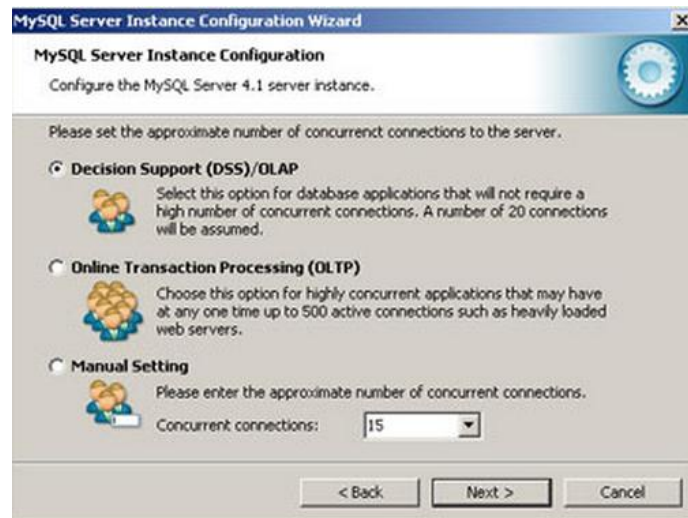 MySQL Server Instance Configuration Wizard
MySQL Server Instance Configuration
Configure the MySQL Server 4.1 server instance.
Please set the approximate number of concurrenct connections to the server.
Decision Support (DSS)/OLAP
Select this option for database applications that will not require a
high number of concurrent connections. A number of 20 connections
will be assumed.
Online Transaction Processing (OLTP)
Choose this option for highly concurrent applications that may have
at any one time up to 500 active connections such as heavily loaded
web servers.
Manual Setting
Please enter the approximate number of concurrent connections.
Concurrent connections: 15
< Back Next > Cancel